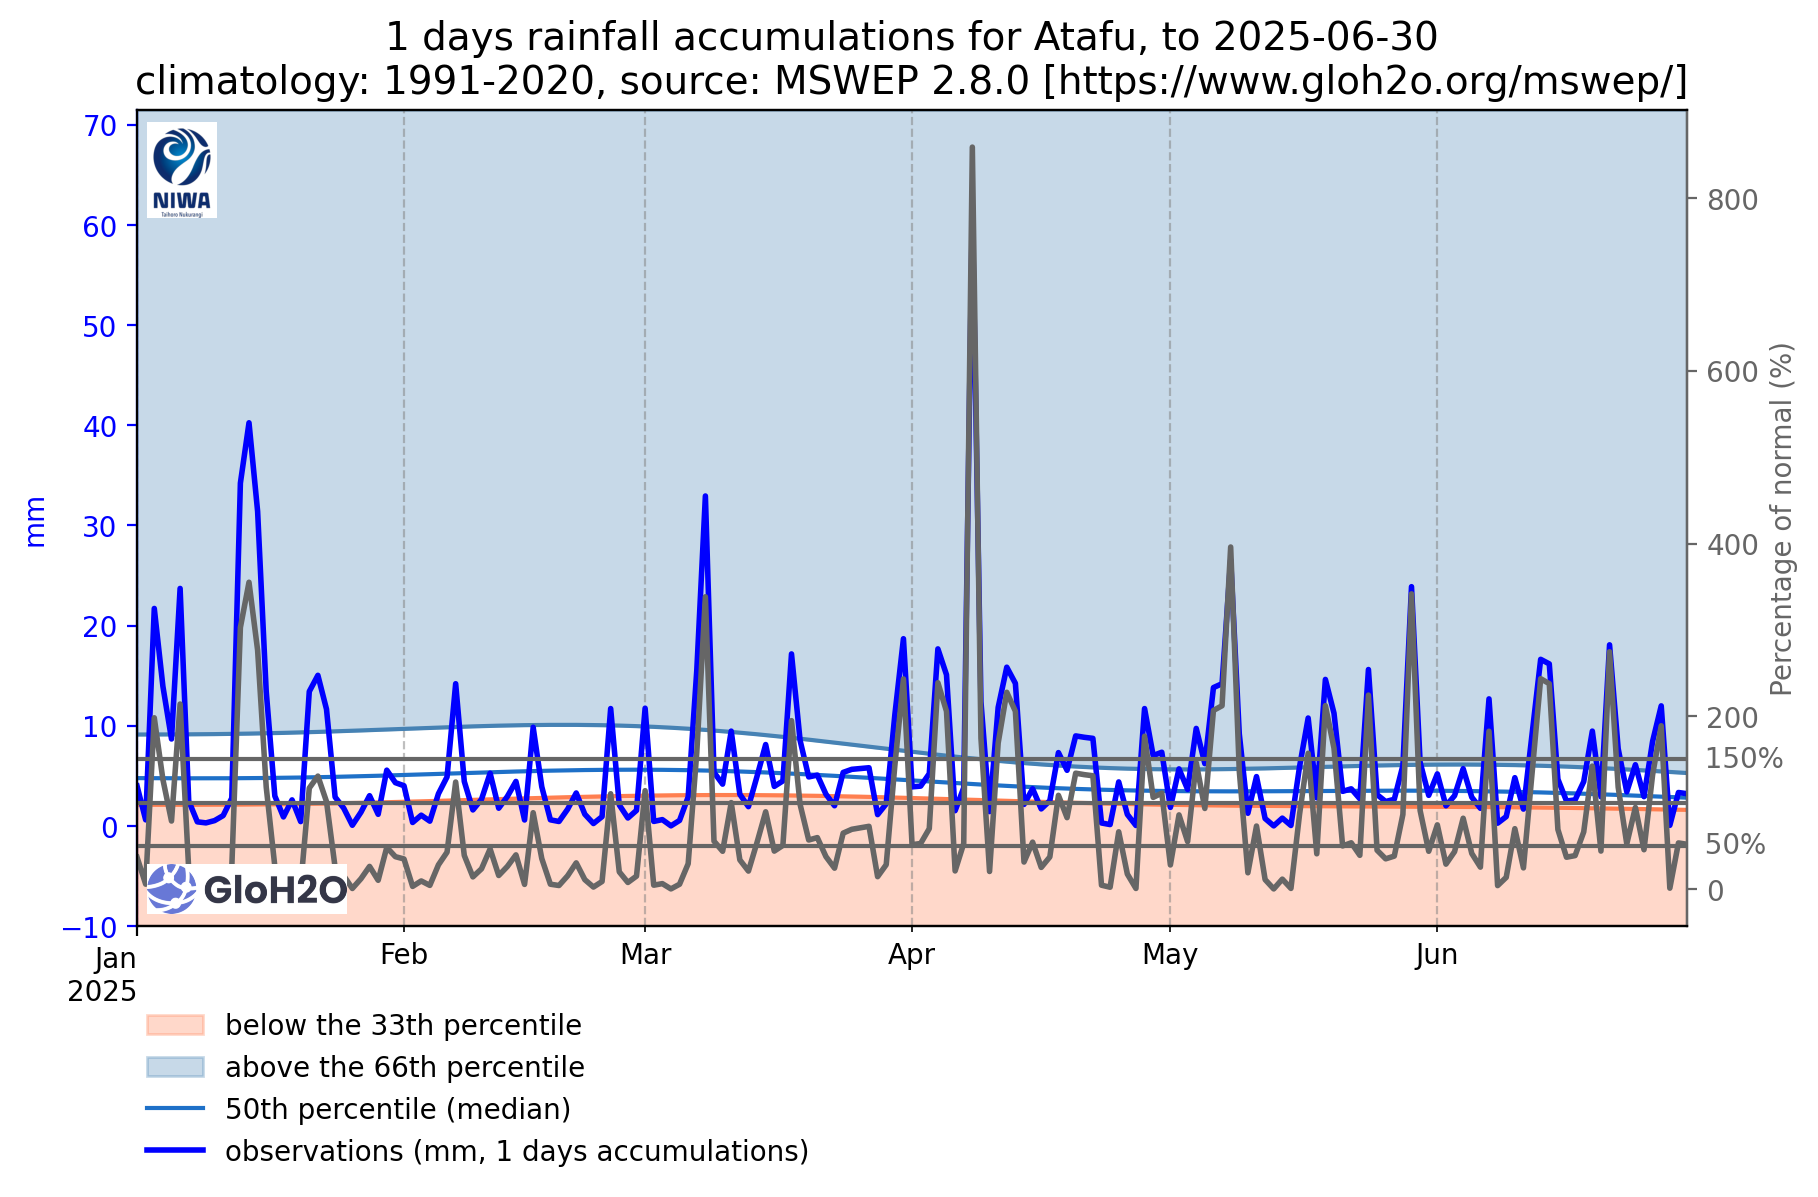 1 days rainfall accumulations for Atafu, to 2025-06-30
climatology: 1991-2020, source: MSWEP 2.8.0 [https://www.gloh2o.org/mswep/]
70
60
50
40
30
20
10
0
−10
mm
NIWA
Taihoro Nukurangi
GloH2O
800
600
400
200
150%
50%
0
Percentage of normal (%)
Jan
2025
Feb
Mar
Apr
May
Jun
below the 33th percentile
above the 66th percentile
50th percentile (median)
observations (mm, 1 days accumulations)